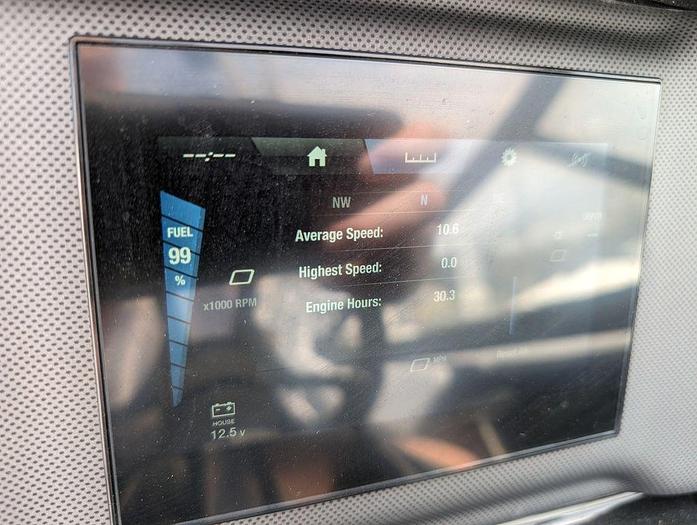 --:--
NW N
FUEL
99
%
Average Speed: 10.6
Highest Speed: 0.0
Engine Hours: 30.3
x1000 RPM
MPH
HOUSE
12.5 v